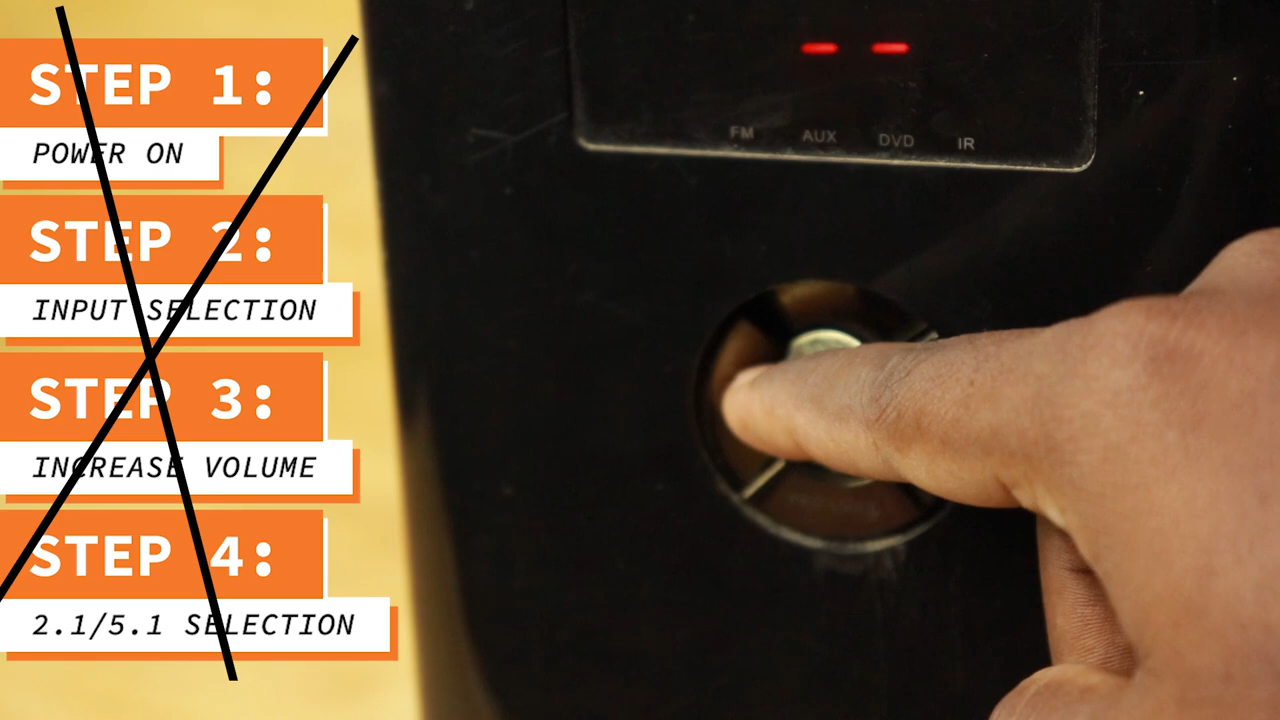 STEP 1:
POWER ON
STEP 2:
INPUT SELECTION
STEP 3:
INCREASE VOLUME
STEP 4:
2.1/5.1 SELECTION
-- 
FM AUX DVD IR